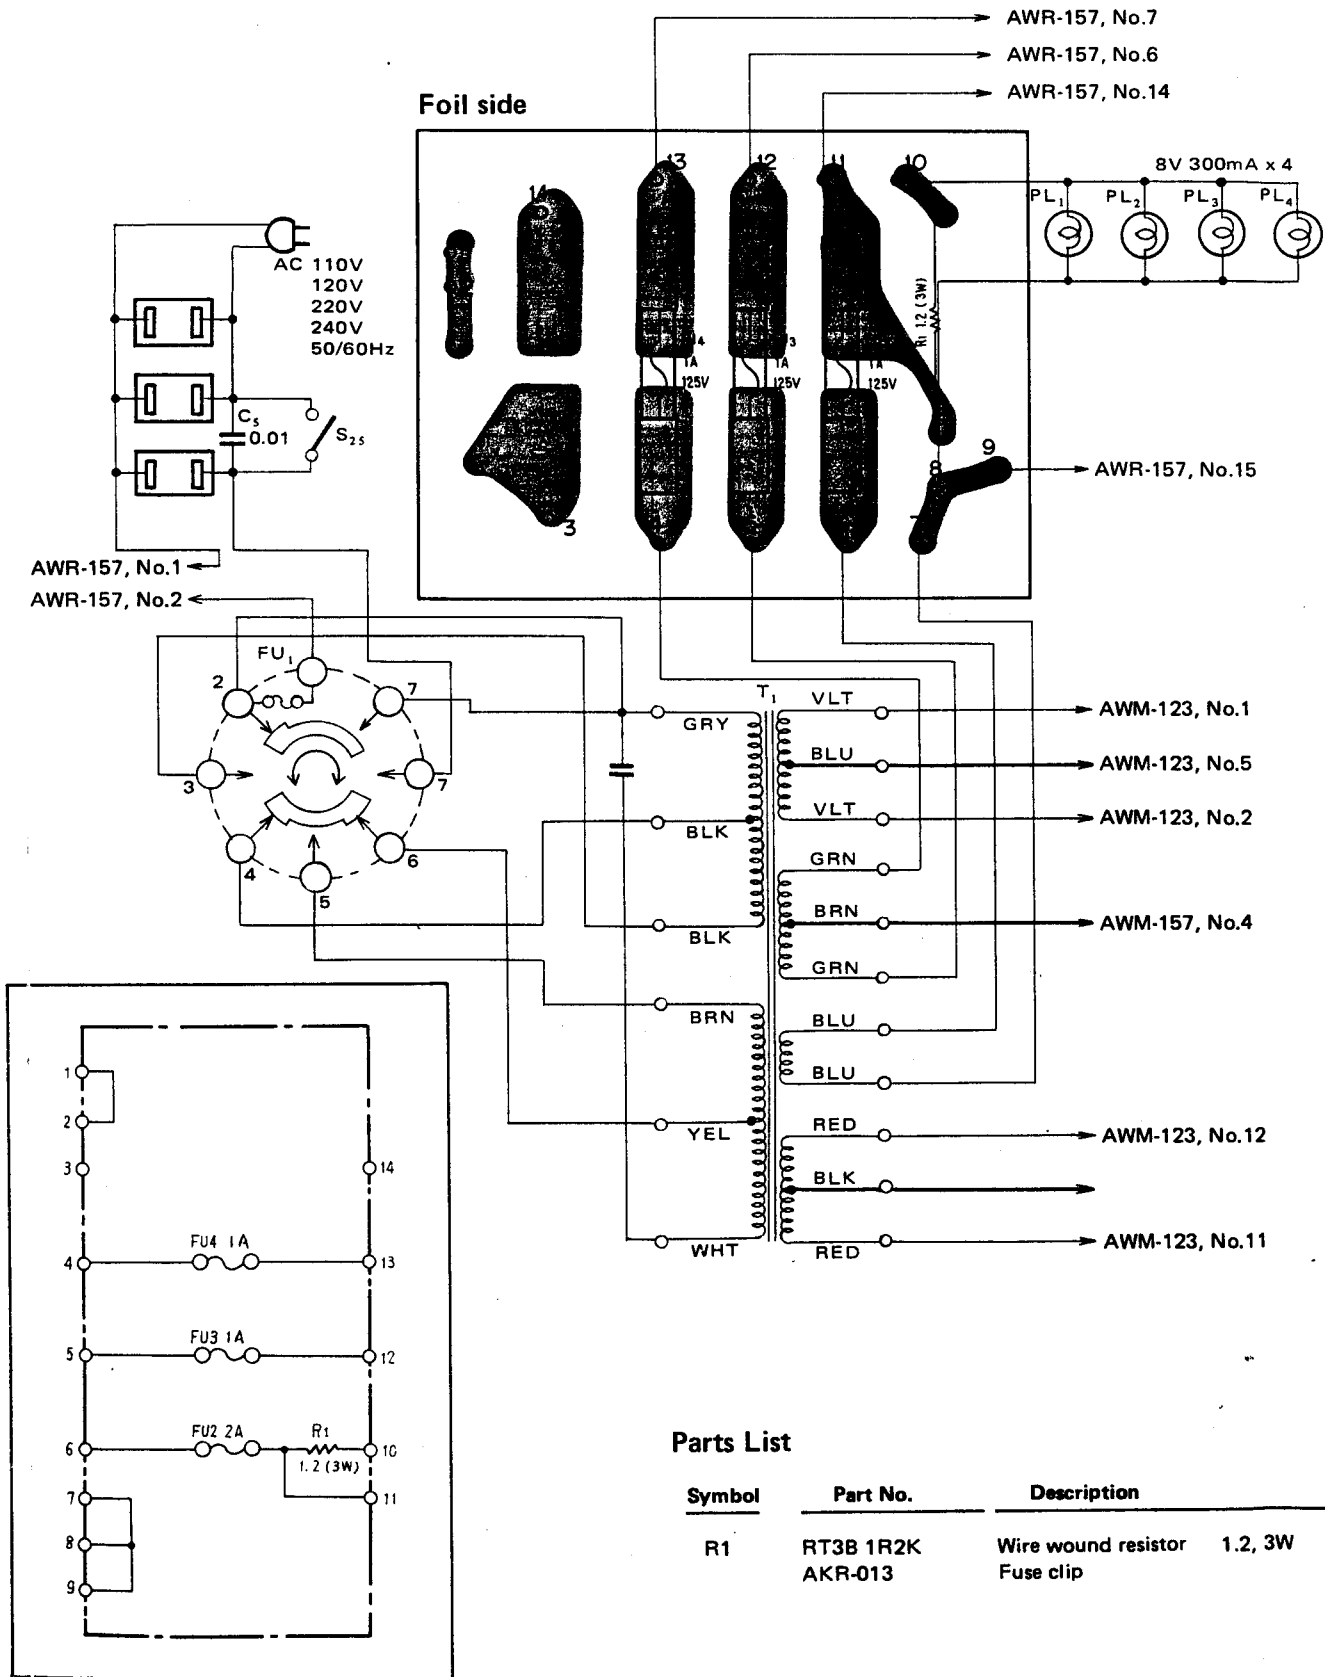 AWR-157, No.7
AWR-157, No.6
AWR-157, No.14
Foil side
13
12
11
10
14
8V 300mA x 4
PL1
PL2
PL3
PL4
AC 110V
120V
220V
240V
50/60Hz
R1 1.2 (3W)
1A
125V
3
1A
125V
1A
125V
C5
0.01
S25
9
8
AWR-157, No.15
3
AWR-157, No.1
AWR-157, No.2
FU1
2
7
3
7
4
6
5
T1
GRY
BLK
BLK
BRN
YEL
WHT
VLT
AWM-123, No.1
BLU
AWM-123, No.5
VLT
AWM-123, No.2
GRN
BRN
AWM-157, No.4
GRN
BLU
BLU
RED
AWM-123, No.12
BLK
RED
AWM-123, No.11
1
2
3
14
4
FU4 1A
13
5
FU3 1A
12
6
FU2 2A
R1
1.2 (3W)
10
11
7
8
9
Parts List
Symbol Part No. Description
R1 RT3B 1R2K Wire wound resistor 1.2, 3W
AKR-013 Fuse clip